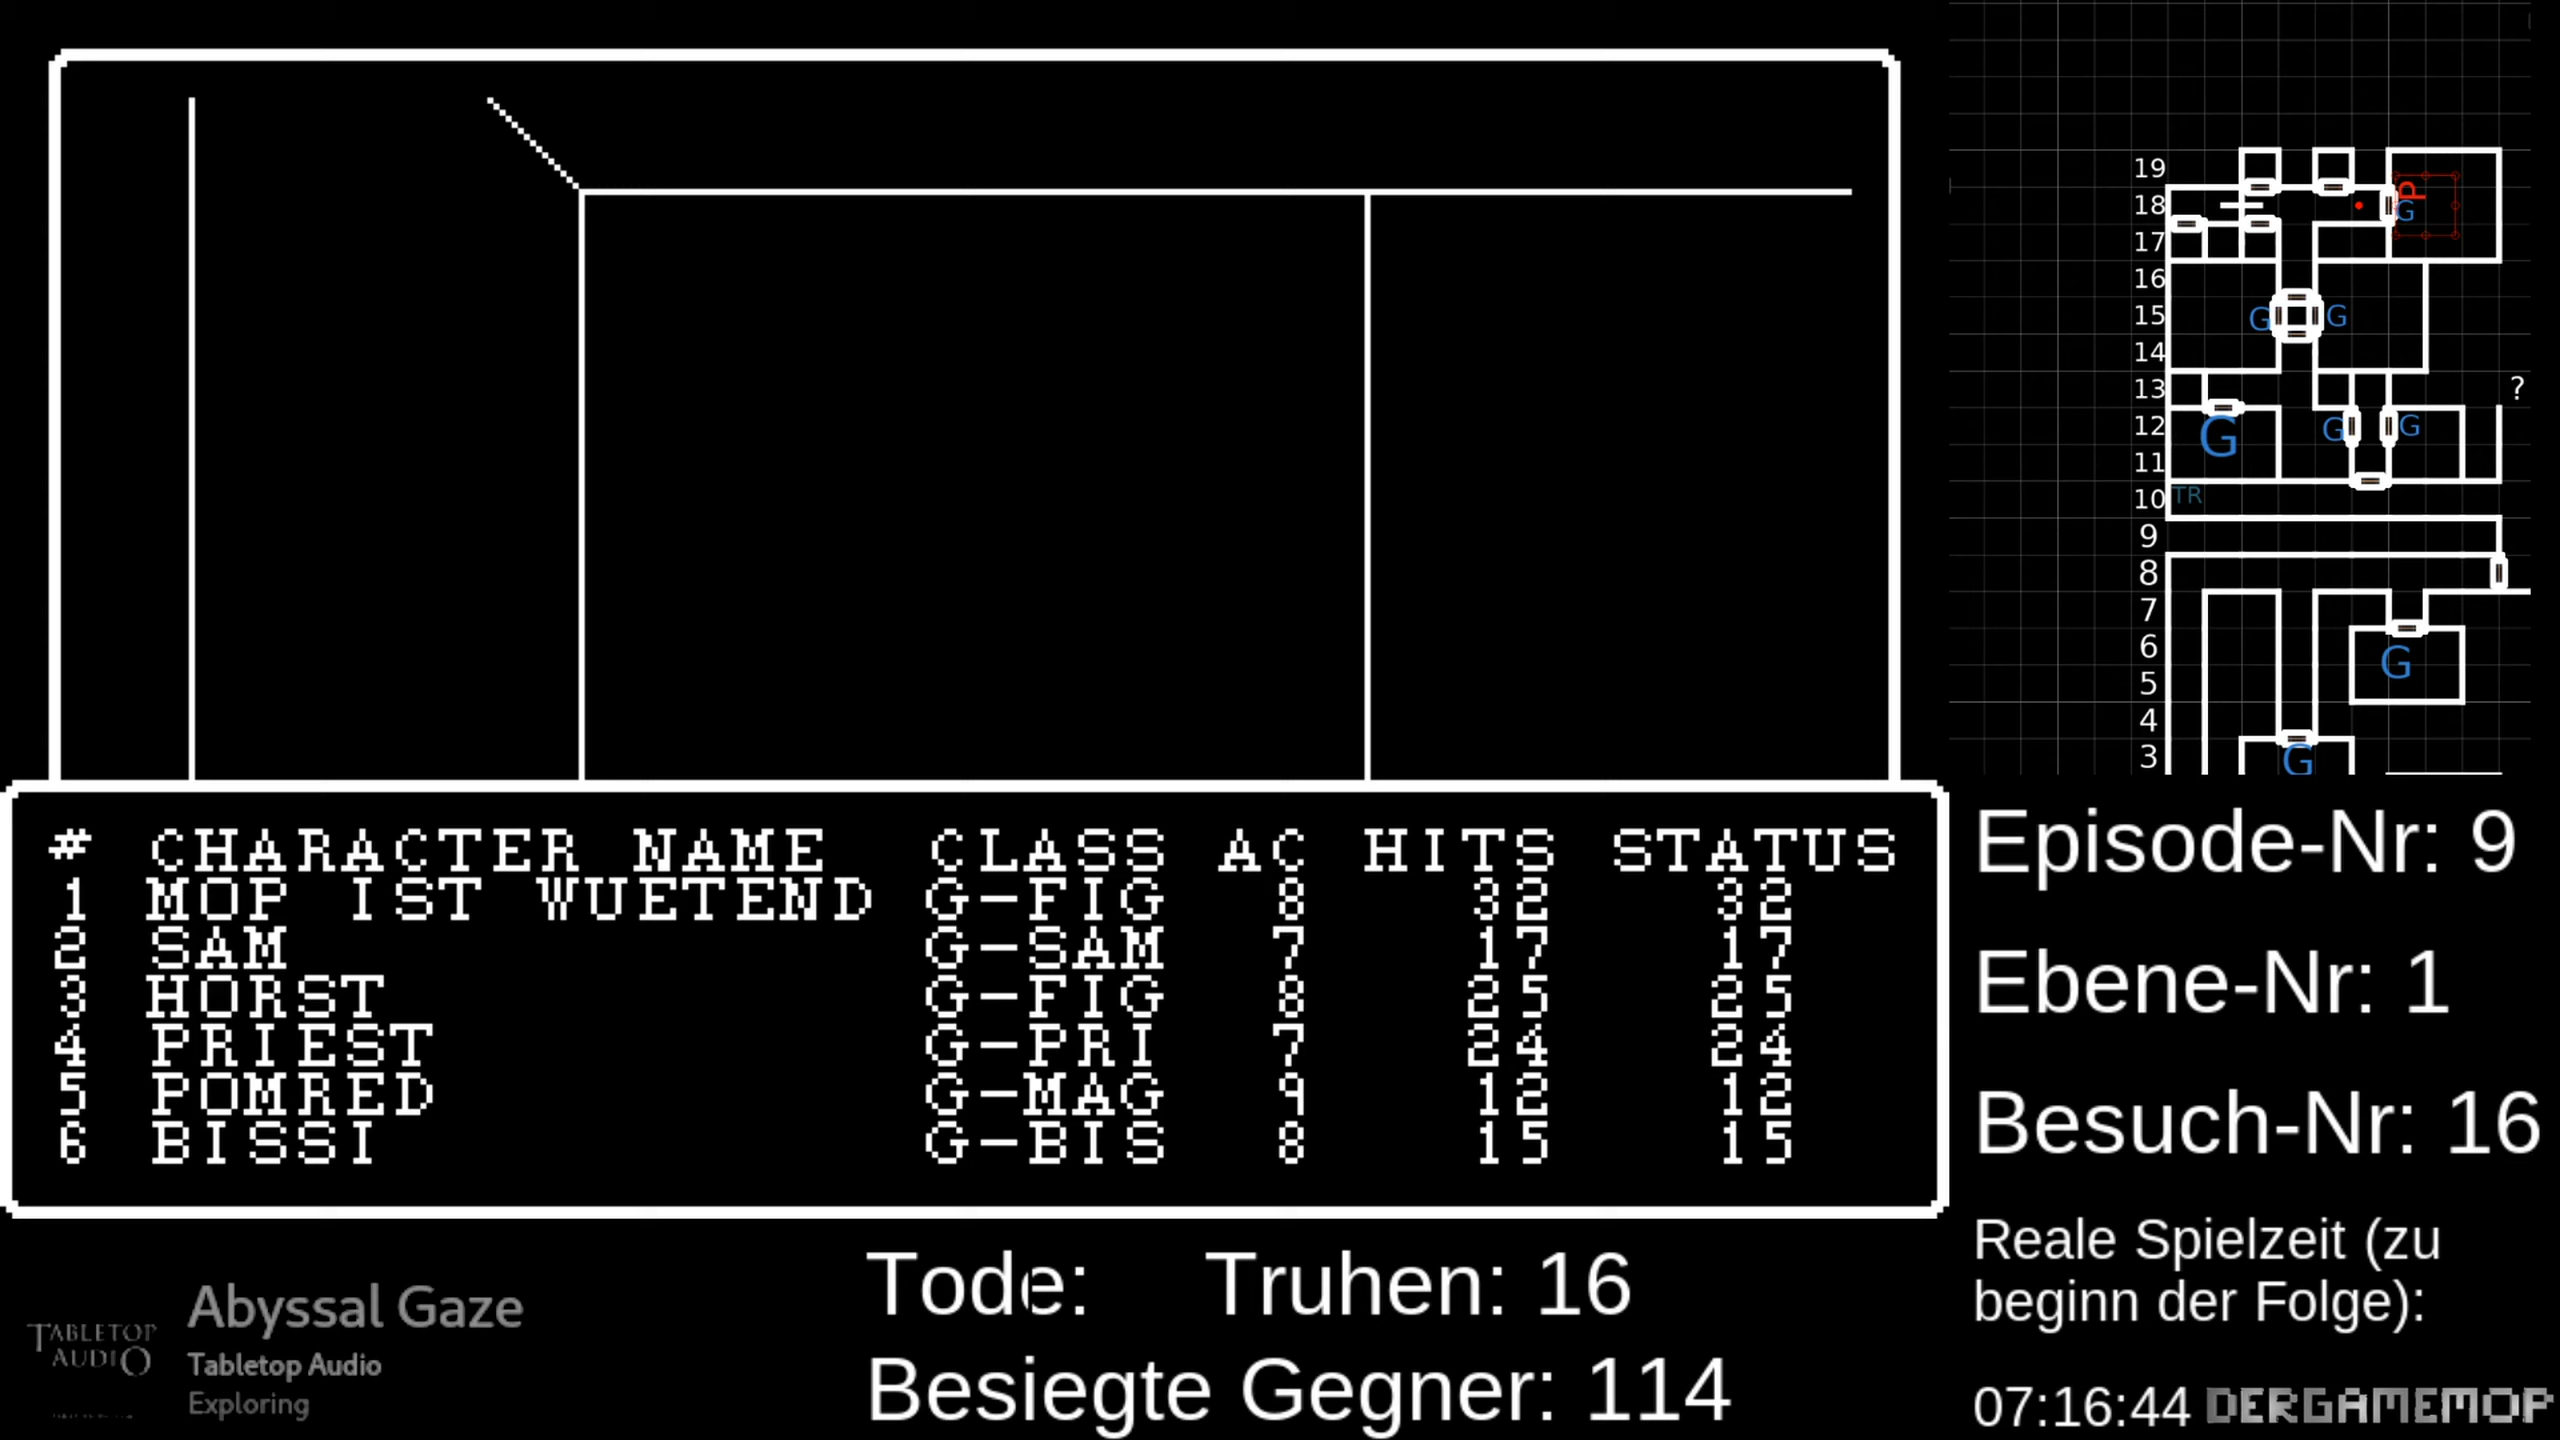 # CHARACTER NAME CLASS AC HITS STATUS
1 MOP IST WUETEND G-FIG 8 32 32
2 SAM G-SAM 7 17 17
3 HORST G-FIG 8 25 25
4 PRIEST G-PRI 7 24 24
5 POMRED G-MAG 9 12 12
6 BISSI G-BIS 8 15 15
19
18 P G
17
16
15 G G
14
13 ?
12 G G G
11
10 TR
9
8
7
6 G
5
4
3 G
Episode-Nr: 9
Ebene-Nr: 1
Besuch-Nr: 16
Reale Spielzeit (zu
beginn der Folge):
07:16:44 DERGAMEMOP
Tode: Truhen: 16
Besiegte Gegner: 114
TABLETOP
AUDIO
Abyssal Gaze
Tabletop Audio
Exploring